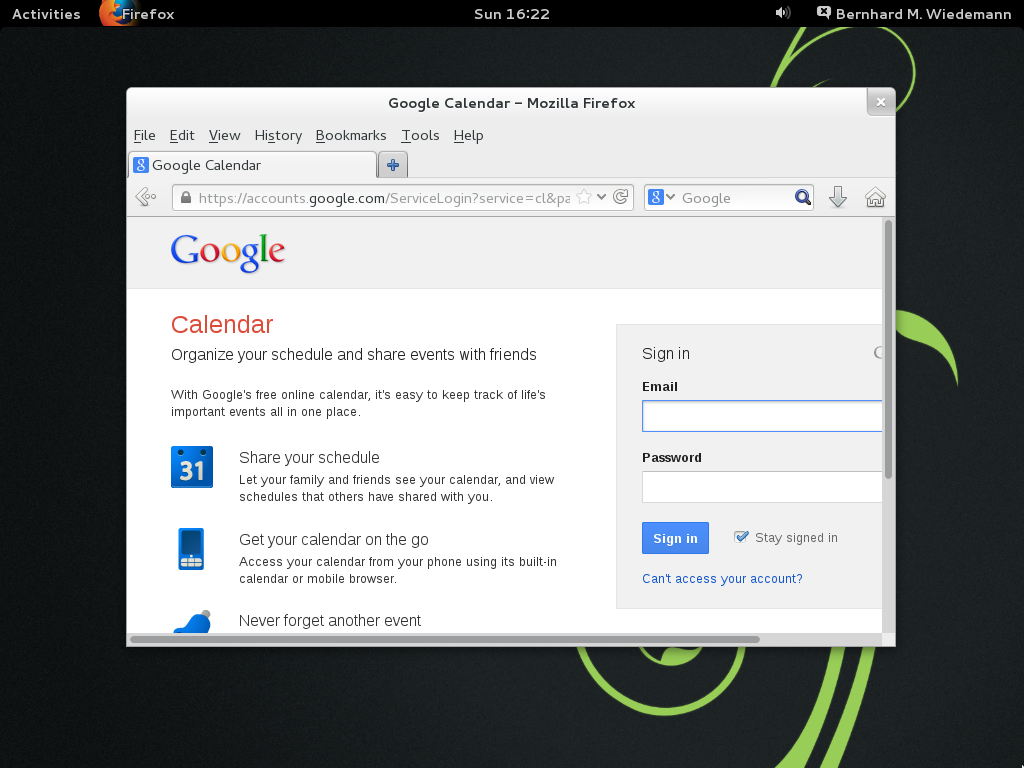 Activities Firefox Sun 16:22 Bernhard M. Wiedemann
Google Calendar - Mozilla Firefox
File Edit View History Bookmarks Tools Help
8 Google Calendar
https://accounts.google.com/ServiceLogin?service=cl&pa 8 Google
Google
Calendar
Organize your schedule and share events with friends
With Google's free online calendar, it's easy to keep track of life's
important events all in one place.
31
Share your schedule
Let your family and friends see your calendar, and view
schedules that others have shared with you.
Get your calendar on the go
Access your calendar from your phone using its built-in
calendar or mobile browser.
Never forget another event
Sign in
Email
Password
Sign in Stay signed in
Can't access your account?